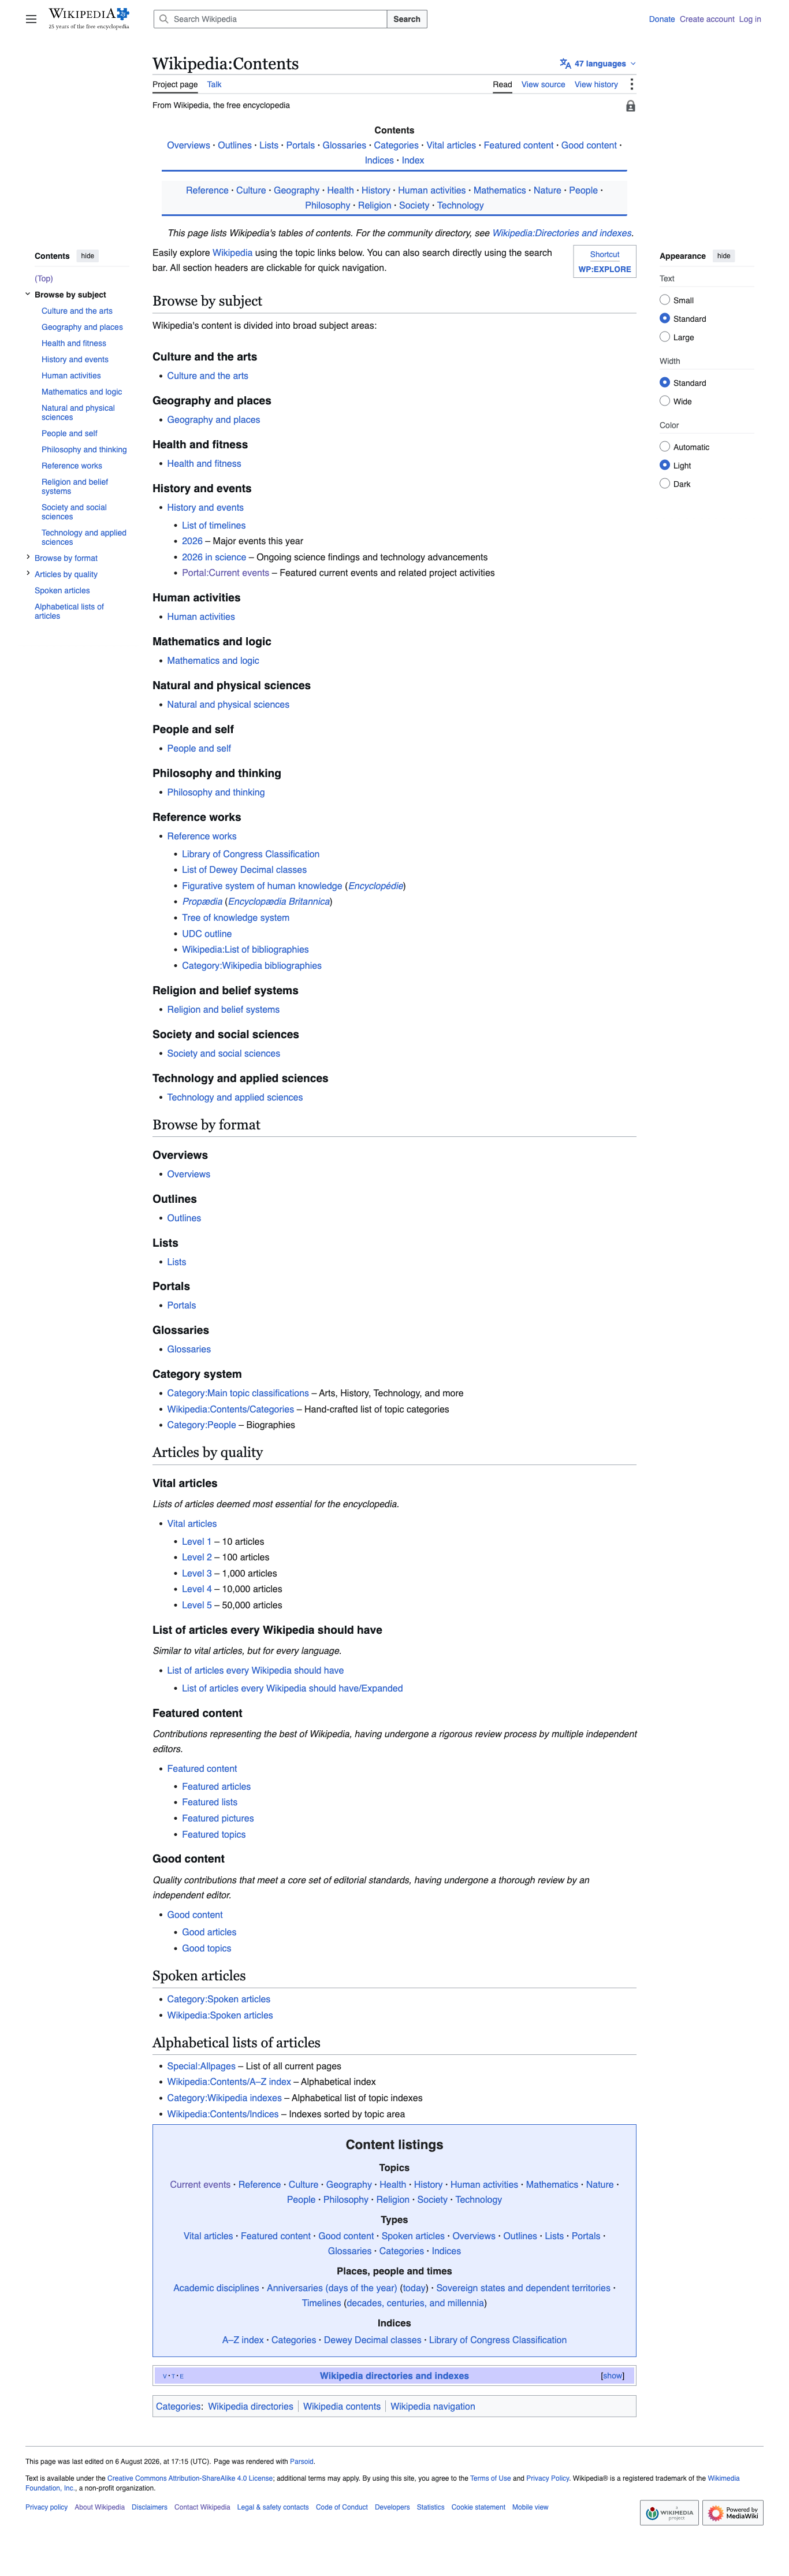 WIKIPEDIA
25 years of the free encyclopedia
Search Wikipedia
Search
Donate Create account Log in
Wikipedia:Contents
47 languages
Project page Talk Read View source View history
From Wikipedia, the free encyclopedia
Contents
Overviews · Outlines · Lists · Portals · Glossaries · Categories · Vital articles · Featured content · Good content ·
Indices · Index
Reference · Culture · Geography · Health · History · Human activities · Mathematics · Nature · People ·
Philosophy · Religion · Society · Technology
This page lists Wikipedia's tables of contents. For the community directory, see Wikipedia:Directories and indexes.
Easily explore Wikipedia using the topic links below. You can also search directly using the search
bar. All section headers are clickable for quick navigation.
Shortcut
WP:EXPLORE
Contents hide
(Top)
Browse by subject
Culture and the arts
Geography and places
Health and fitness
History and events
Human activities
Mathematics and logic
Natural and physical
sciences
People and self
Philosophy and thinking
Reference works
Religion and belief
systems
Society and social
sciences
Technology and applied
sciences
Browse by format
Articles by quality
Spoken articles
Alphabetical lists of
articles
Appearance hide
Text
Small
Standard
Large
Width
Standard
Wide
Color
Automatic
Light
Dark
Browse by subject
Wikipedia's content is divided into broad subject areas:
Culture and the arts
• Culture and the arts
Geography and places
• Geography and places
Health and fitness
• Health and fitness
History and events
• History and events
• List of timelines
• 2026 – Major events this year
• 2026 in science – Ongoing science findings and technology advancements
• Portal:Current events – Featured current events and related project activities
Human activities
• Human activities
Mathematics and logic
• Mathematics and logic
Natural and physical sciences
• Natural and physical sciences
People and self
• People and self
Philosophy and thinking
• Philosophy and thinking
Reference works
• Reference works
• Library of Congress Classification
• List of Dewey Decimal classes
• Figurative system of human knowledge (Encyclopédie)
• Propædia (Encyclopædia Britannica)
• Tree of knowledge system
• UDC outline
• Wikipedia:List of bibliographies
• Category:Wikipedia bibliographies
Religion and belief systems
• Religion and belief systems
Society and social sciences
• Society and social sciences
Technology and applied sciences
• Technology and applied sciences
Browse by format
Overviews
• Overviews
Outlines
• Outlines
Lists
• Lists
Portals
• Portals
Glossaries
• Glossaries
Category system
• Category:Main topic classifications – Arts, History, Technology, and more
• Wikipedia:Contents/Categories – Hand-crafted list of topic categories
• Category:People – Biographies
Articles by quality
Vital articles
Lists of articles deemed most essential for the encyclopedia.
• Vital articles
• Level 1 – 10 articles
• Level 2 – 100 articles
• Level 3 – 1,000 articles
• Level 4 – 10,000 articles
• Level 5 – 50,000 articles
List of articles every Wikipedia should have
Similar to vital articles, but for every language.
• List of articles every Wikipedia should have
• List of articles every Wikipedia should have/Expanded
Featured content
Contributions representing the best of Wikipedia, having undergone a rigorous review process by multiple independent
editors.
• Featured content
• Featured articles
• Featured lists
• Featured pictures
• Featured topics
Good content
Quality contributions that meet a core set of editorial standards, having undergone a thorough review by an
independent editor.
• Good content
• Good articles
• Good topics
Spoken articles
• Category:Spoken articles
• Wikipedia:Spoken articles
Alphabetical lists of articles
• Special:Allpages – List of all current pages
• Wikipedia:Contents/A–Z index – Alphabetical index
• Category:Wikipedia indexes – Alphabetical list of topic indexes
• Wikipedia:Contents/Indices – Indexes sorted by topic area
Content listings
Topics
Current events · Reference · Culture · Geography · Health · History · Human activities · Mathematics · Nature ·
People · Philosophy · Religion · Society · Technology
Types
Vital articles · Featured content · Good content · Spoken articles · Overviews · Outlines · Lists · Portals ·
Glossaries · Categories · Indices
Places, people and times
Academic disciplines · Anniversaries (days of the year) (today) · Sovereign states and dependent territories ·
Timelines (decades, centuries, and millennia)
Indices
A–Z index · Categories · Dewey Decimal classes · Library of Congress Classification
V · T · E Wikipedia directories and indexes [show]
Categories: Wikipedia directories | Wikipedia contents | Wikipedia navigation
This page was last edited on 6 August 2026, at 17:15 (UTC). Page was rendered with Parsoid.
Text is available under the Creative Commons Attribution-ShareAlike 4.0 License; additional terms may apply. By using this site, you agree to the Terms of Use and Privacy Policy. Wikipedia® is a registered trademark of the Wikimedia
Foundation, Inc., a non-profit organization.
Privacy policy About Wikipedia Disclaimers Contact Wikipedia Legal & safety contacts Code of Conduct Developers Statistics Cookie statement Mobile view
A WIKIMEDIA project
Powered by MediaWiki